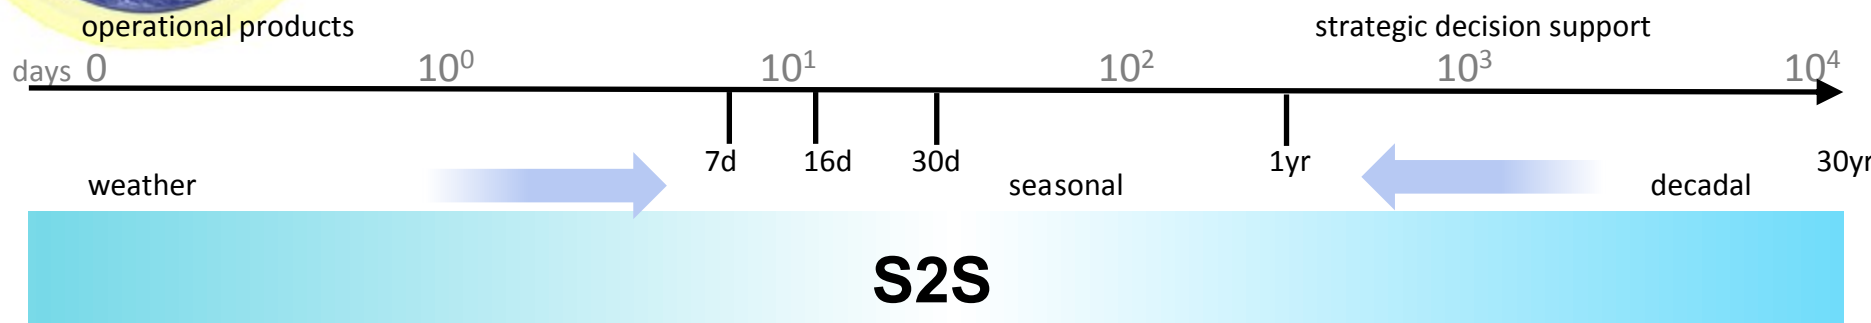 operational products strategic decision support
days 0 10⁰ 10¹ 10² 10³ 10⁴
7d 16d 30d 1yr 30yr
weather seasonal decadal
S2S